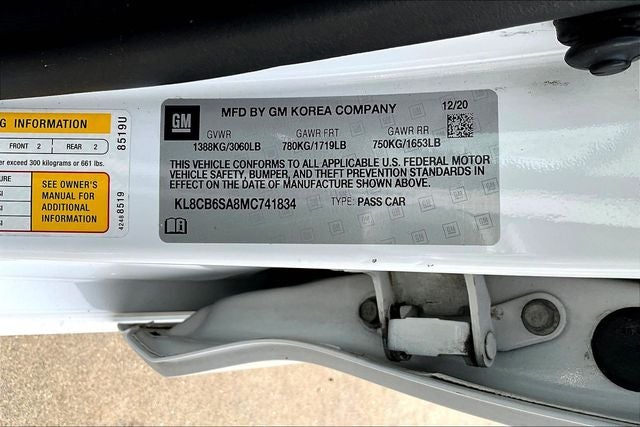 MFD BY GM KOREA COMPANY
12/20
GM
GVWR
GAWR FRT
GAWR RR
1388KG/3060LB
780KG/1719LB
750KG/1653LB
THIS VEHICLE CONFORMS TO ALL APPLICABLE U.S. FEDERAL MOTOR
VEHICLE SAFETY, BUMPER, AND THEFT PREVENTION STANDARDS IN
EFFECT ON THE DATE OF MANUFACTURE SHOWN ABOVE.
KL8CB6SA8MC741834
TYPE: PASS CAR
G INFORMATION
FRONT 2
REAR 2
er exceed 300 kilograms or 661 lbs.
SEE OWNER'S
MANUAL FOR
ADDITIONAL
INFORMATION
8519U
42488519